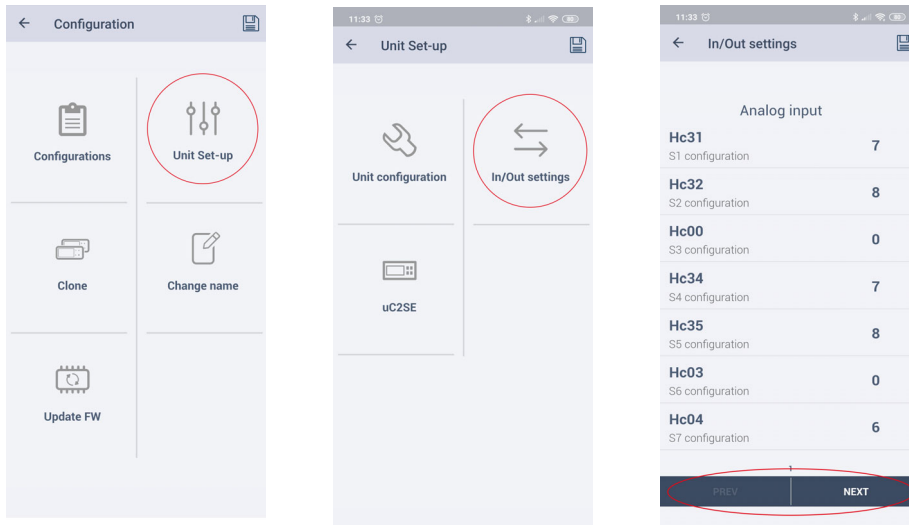 Configuration
Configurations
Unit Set-up
Clone
Change name
Update FW
11:33
Unit Set-up
Unit configuration
In/Out settings
uC2SE
11:33
In/Out settings
Analog input
Hc31
S1 configuration
7
Hc32
S2 configuration
8
Hc00
S3 configuration
0
Hc34
S4 configuration
7
Hc35
S5 configuration
8
Hc03
S6 configuration
0
Hc04
S7 configuration
6
1
PREV
NEXT